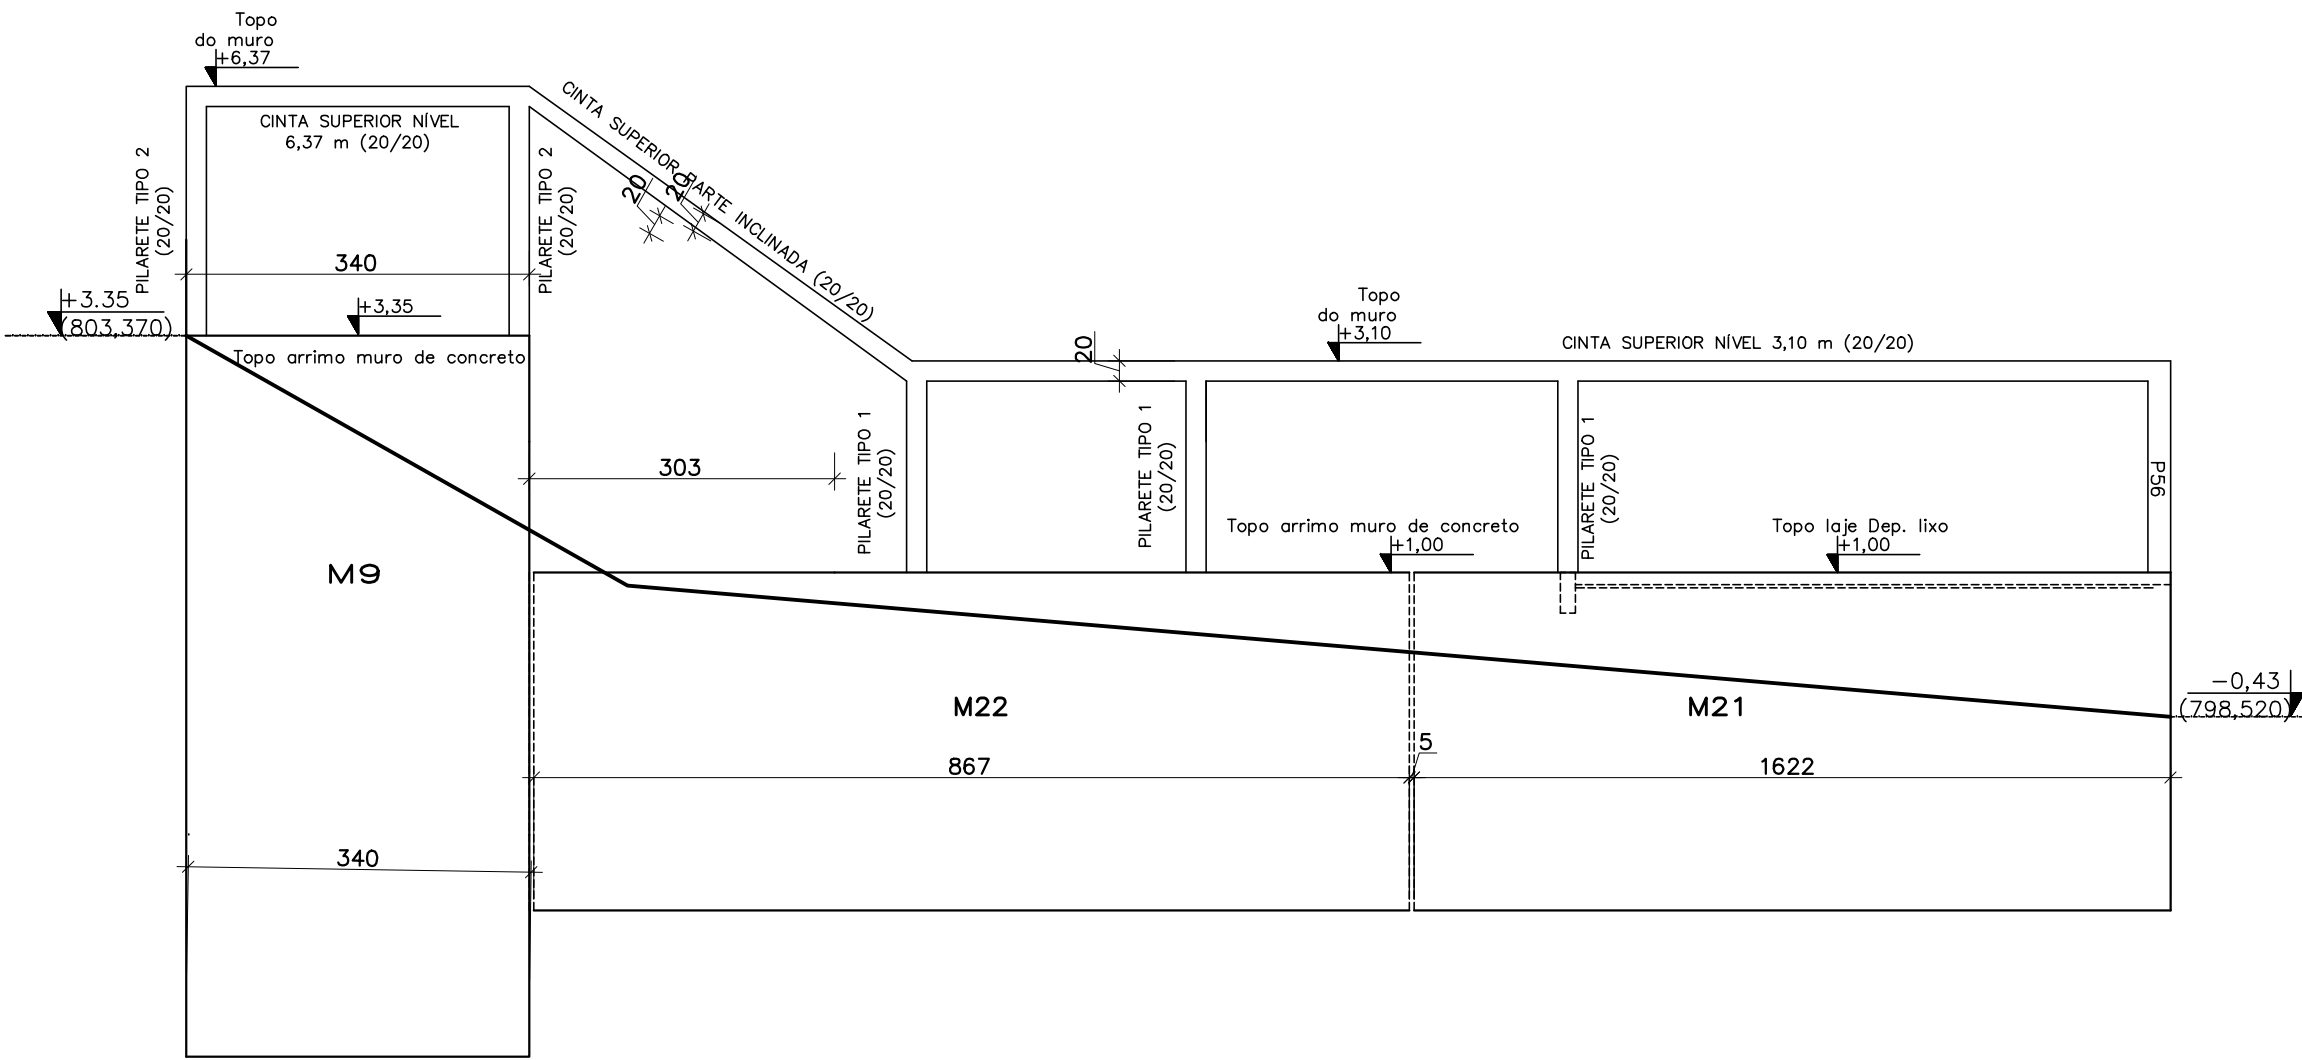 Topo
do muro
+6,37
CINTA SUPERIOR NÍVEL
6,37 m (20/20)
PILARETE TIPO 2
(20/20)
PILARETE TIPO 2
(20/20)
CINTA SUPERIOR PARTE INCLINADA (20/20)
20
20
340
+3.35
(803,370)
+3,35
Topo arrimo muro de concreto
Topo
do muro
+3,10
20
CINTA SUPERIOR NÍVEL 3,10 m (20/20)
303
PILARETE TIPO 1
(20/20)
PILARETE TIPO 1
(20/20)
PILARETE TIPO 1
(20/20)
P56
Topo arrimo muro de concreto
+1,00
Topo laje Dep. lixo
+1,00
M9
M22
M21
-0,43
(798,520)
5
867
1622
340